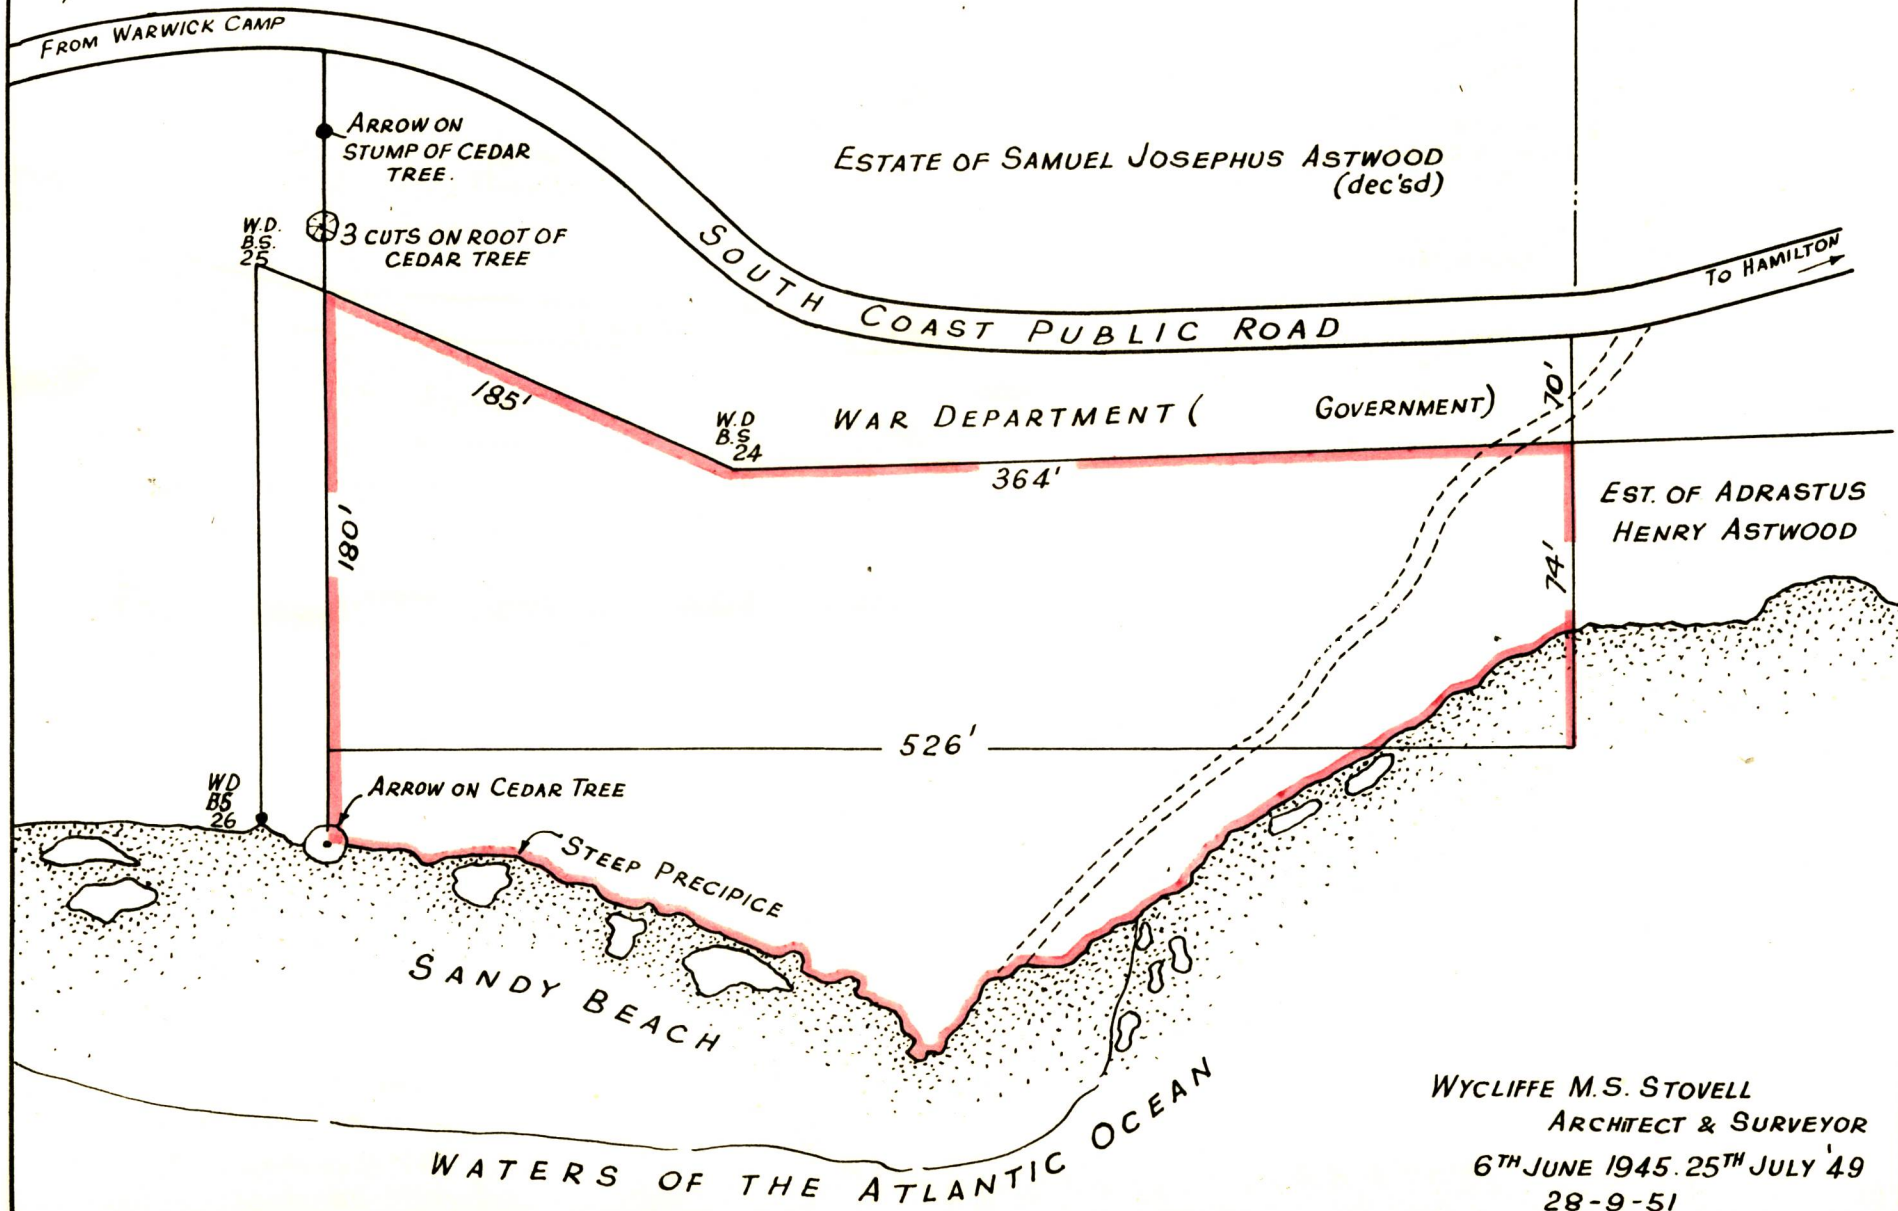 FROM WARWICK CAMP
ARROW ON
STUMP OF CEDAR
TREE.
ESTATE OF SAMUEL JOSEPHUS ASTWOOD
(dec'sd)
W.D.
B.S.
25
3 CUTS ON ROOT OF
CEDAR TREE
SOUTH COAST PUBLIC ROAD
TO HAMILTON
185'
W.D
B.S
24
WAR DEPARTMENT ( GOVERNMENT)
70'
364'
EST. OF ADRASTUS
HENRY ASTWOOD
180'
74'
526'
WD
BS
26
ARROW ON CEDAR TREE
STEEP PRECIPICE
SANDY BEACH
WATERS OF THE ATLANTIC OCEAN
WYCLIFFE M.S. STOVELL
ARCHITECT & SURVEYOR
6TH JUNE 1945. 25TH JULY '49
28-9-51